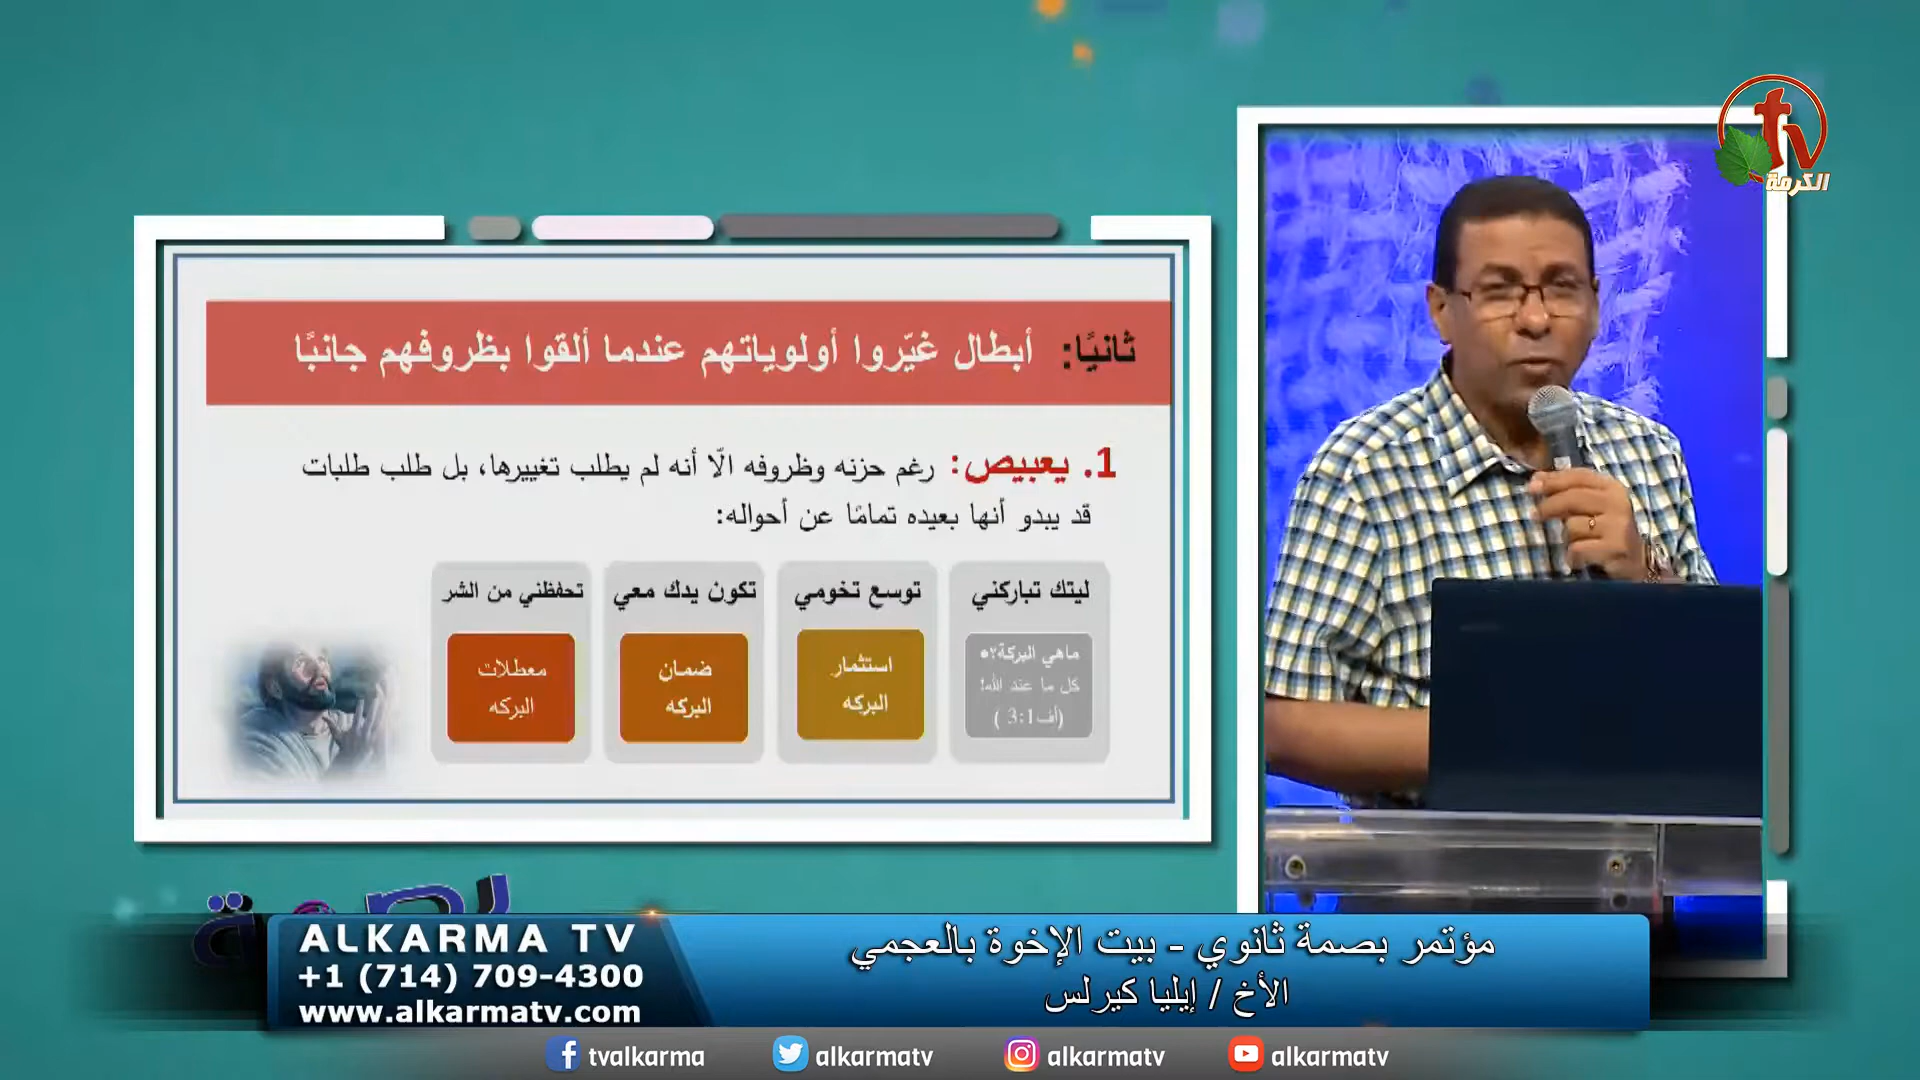 tv
الكرمة
ثانيًا: أبطال غيّروا أولوياتهم عندما ألقوا بظروفهم جانبًا
1. يعبيص: رغم حزنه وظروفه الّا أنه لم يطلب تغييرها، بل طلب طلبات
قد يبدو أنها بعيده تمامًا عن أحواله:
ليتك تباركني
ماهي البركة؟
كل ما عند الله!
(أف3:1 )
توسع تخومي
استثمار
البركه
تكون يدك معي
ضمان
البركه
تحفظني من الشر
معطلات
البركه
بصمة
ALKARMA TV
+1 (714) 709-4300
www.alkarmatv.com
مؤتمر بصمة ثانوي - بيت الإخوة بالعجمي
الأخ / إيليا كيرلس
tvalkarma
alkarmatv
alkarmatv
alkarmatv